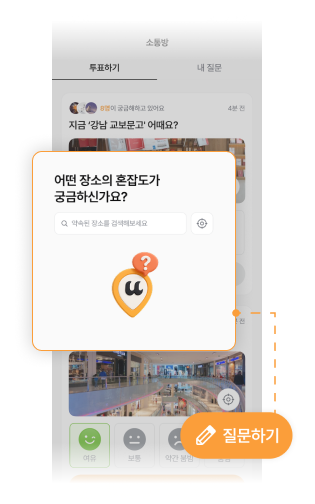 소통방
투표하기
내 질문
8명이 궁금해하고 있어요
4분 전
지금 '강남 교보문고' 어때요?
어떤 장소의 혼잡도가
궁금하신가요?
약속된 장소를 검색해보세요
?
전
질문하기
여유
보통
약간 붐빔